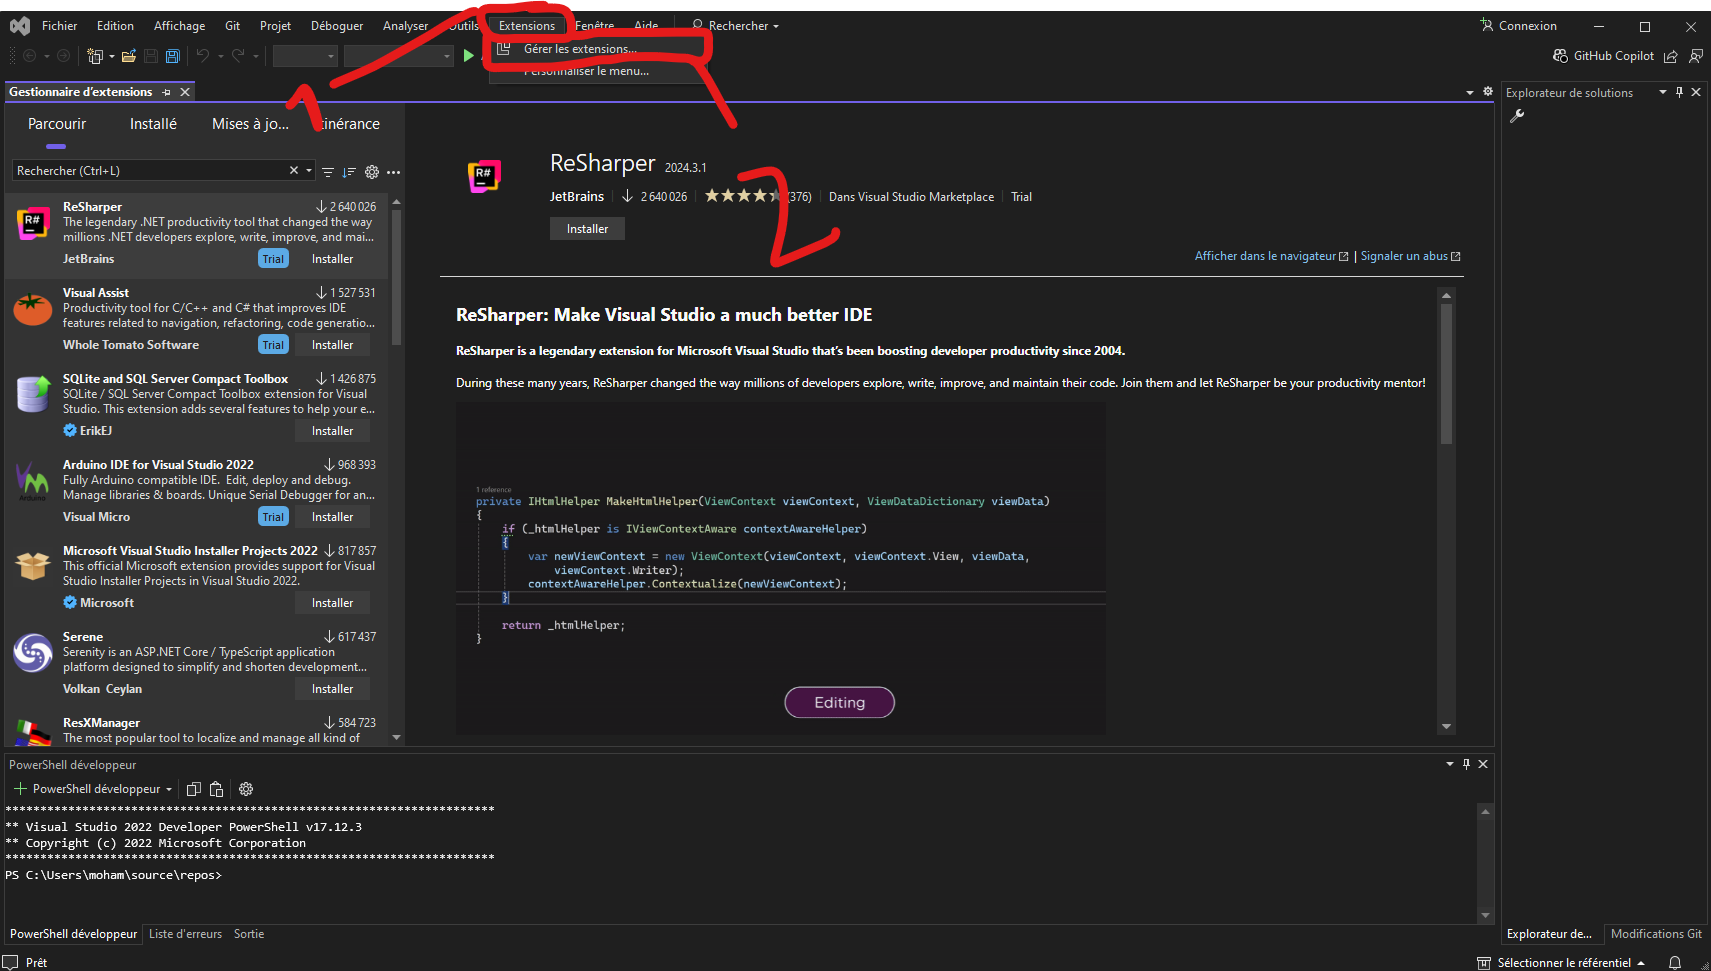 Fichier Edition Affichage Git Projet Déboguer Analyser Outils Extensions Fenêtre Aide Rechercher Connexion
Gérer les extensions...
Personnaliser le menu...
GitHub Copilot
Gestionnaire d'extensions
Explorateur de solutions
Parcourir Installé Mises à jo... Itinérance
Rechercher (Ctrl+L)
ReSharper 2 640 026
The legendary .NET productivity tool that changed the way
millions .NET developers explore, write, improve, and mai...
JetBrains Trial Installer
Visual Assist 1 527 531
Productivity tool for C/C++ and C# that improves IDE
features related to navigation, refactoring, code generatio...
Whole Tomato Software Trial Installer
SQLite and SQL Server Compact Toolbox 1 426 875
SQLite / SQL Server Compact Toolbox extension for Visual
Studio. This extension adds several features to help your e...
ErikEJ Installer
Arduino IDE for Visual Studio 2022 968 393
Fully Arduino compatible IDE. Edit, deploy and debug.
Manage libraries & boards. Unique Serial Debugger for an...
Visual Micro Trial Installer
Microsoft Visual Studio Installer Projects 2022 817 857
This official Microsoft extension provides support for Visual
Studio Installer Projects in Visual Studio 2022.
Microsoft Installer
Serene 617 437
Serenity is an ASP.NET Core / TypeScript application
platform designed to simplify and shorten development...
Volkan Ceylan Installer
ResXManager 584 723
The most popular tool to localize and manage all kind of
1
2
R#
ReSharper 2024.3.1
JetBrains 2 640 026 (376) Dans Visual Studio Marketplace Trial
Installer
Afficher dans le navigateur | Signaler un abus
ReSharper: Make Visual Studio a much better IDE
ReSharper is a legendary extension for Microsoft Visual Studio that's been boosting developer productivity since 2004.
During these many years, ReSharper changed the way millions of developers explore, write, improve, and maintain their code. Join them and let ReSharper be your productivity mentor!
1 reference
private IHtmlHelper MakeHtmlHelper(ViewContext viewContext, ViewDataDictionary viewData)
{
if (_htmlHelper is IViewContextAware contextAwareHelper)
{
var newViewContext = new ViewContext(viewContext, viewContext.View, viewData,
viewContext.Writer);
contextAwareHelper.Contextualize(newViewContext);
}
return _htmlHelper;
}
Editing
PowerShell développeur
PowerShell développeur
**********************************************************************
** Visual Studio 2022 Developer PowerShell v17.12.3
** Copyright (c) 2022 Microsoft Corporation
**********************************************************************
PS C:\Users\moham\source\repos>
PowerShell développeur Liste d'erreurs Sortie
Explorateur de... Modifications Git
Prêt
Sélectionner le référentiel